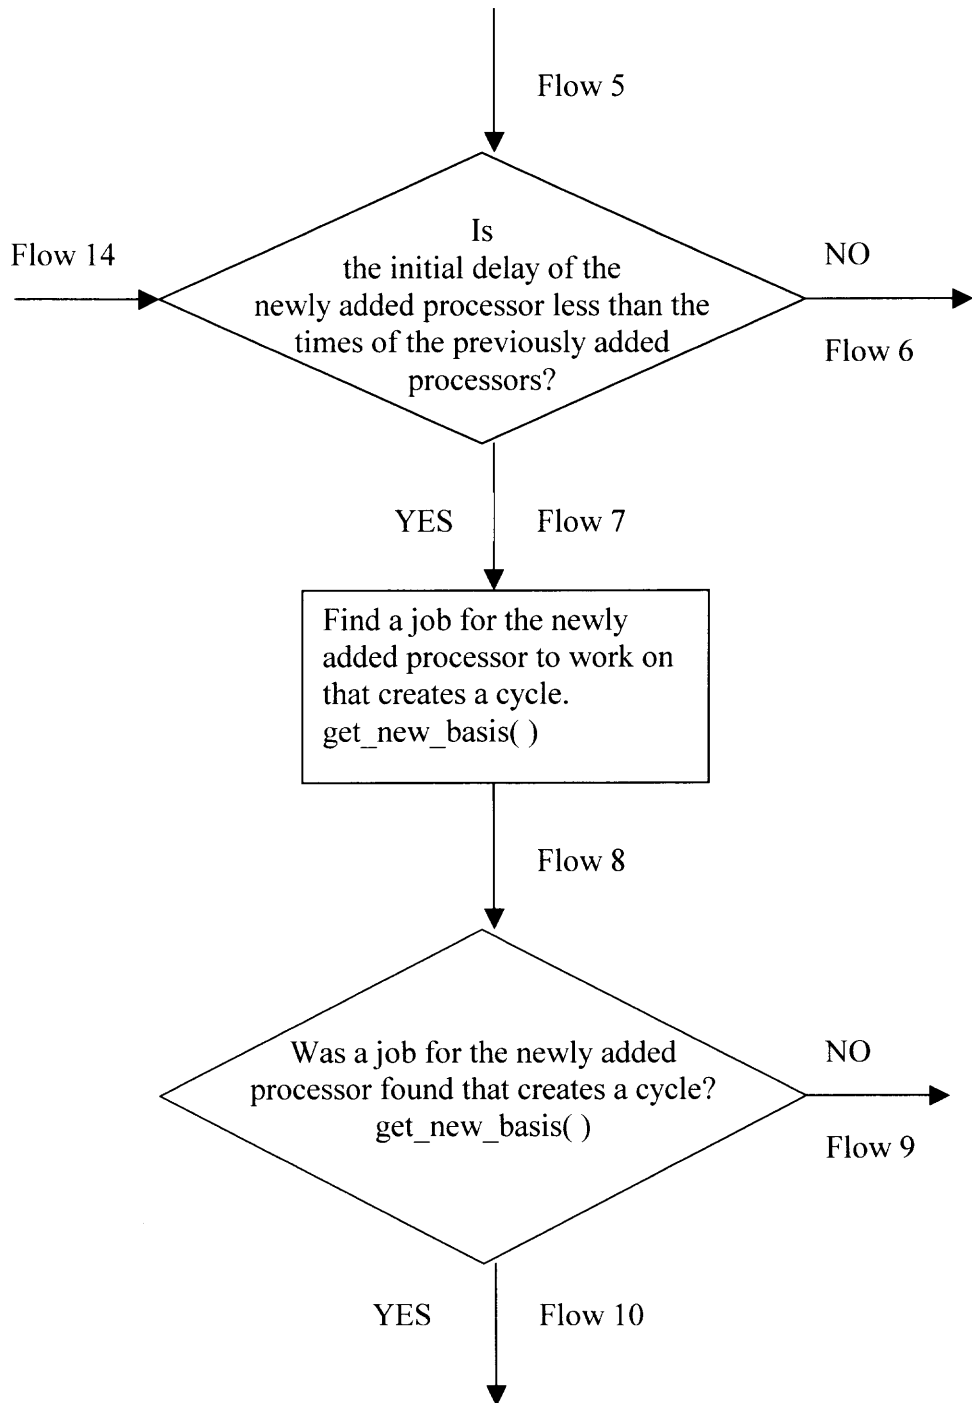 Flow 5
Flow 14
Is
the initial delay of the
newly added processor less than the
times of the previously added
processors?
NO
Flow 6
YES
Flow 7
Find a job for the newly
added processor to work on
that creates a cycle.
get_new_basis( )
Flow 8
Was a job for the newly added
processor found that creates a cycle?
get_new_basis( )
NO
Flow 9
YES
Flow 10